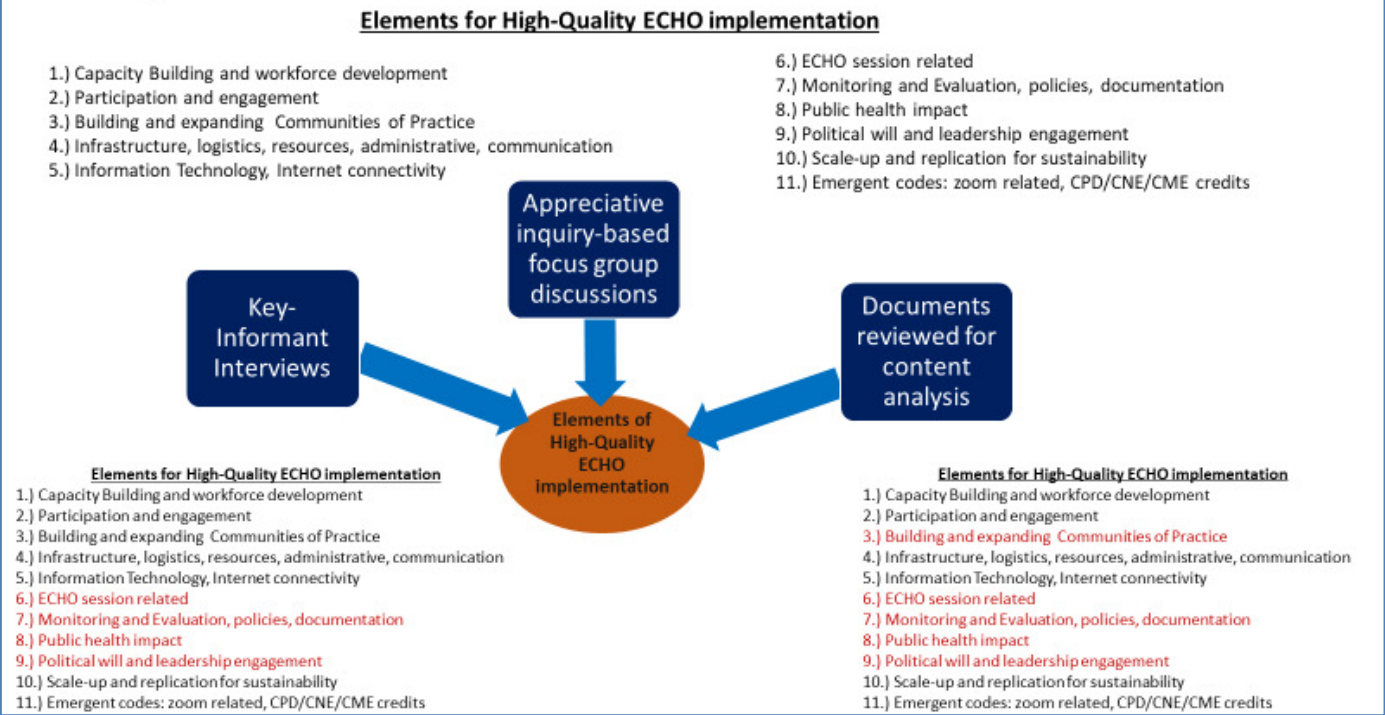 Elements for High-Quality ECHO implementation
1.) Capacity Building and workforce development
2.) Participation and engagement
3.) Building and expanding Communities of Practice
4.) Infrastructure, logistics, resources, administrative, communication
5.) Information Technology, Internet connectivity
6.) ECHO session related
7.) Monitoring and Evaluation, policies, documentation
8.) Public health impact
9.) Political will and leadership engagement
10.) Scale-up and replication for sustainability
11.) Emergent codes: zoom related, CPD/CNE/CME credits
Key-
Informant
Interviews
Appreciative
inquiry-based
focus group
discussions
Documents
reviewed for
content
analysis
Elements of
High-Quality
ECHO
implementation
Elements for High-Quality ECHO implementation
1.) Capacity Building and workforce development
2.) Participation and engagement
3.) Building and expanding Communities of Practice
4.) Infrastructure, logistics, resources, administrative, communication
5.) Information Technology, Internet connectivity
6.) ECHO session related
7.) Monitoring and Evaluation, policies, documentation
8.) Public health impact
9.) Political will and leadership engagement
10.) Scale-up and replication for sustainability
11.) Emergent codes: zoom related, CPD/CNE/CME credits
Elements for High-Quality ECHO implementation
1.) Capacity Building and workforce development
2.) Participation and engagement
3.) Building and expanding Communities of Practice
4.) Infrastructure, logistics, resources, administrative, communication
5.) Information Technology, Internet connectivity
6.) ECHO session related
7.) Monitoring and Evaluation, policies, documentation
8.) Public health impact
9.) Political will and leadership engagement
10.) Scale-up and replication for sustainability
11.) Emergent codes: zoom related, CPD/CNE/CME credits